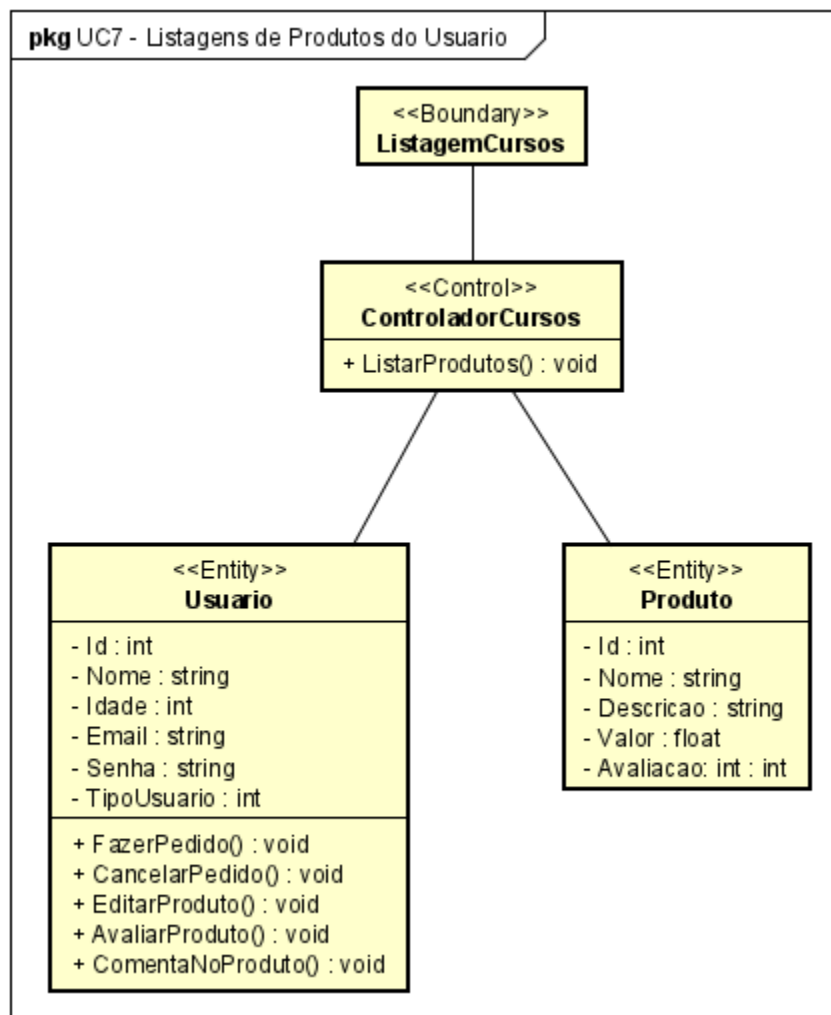 pkg UC7 - Listagens de Produtos do Usuario
<<Boundary>>
ListagemCursos
<<Control>>
ControladorCursos
+ ListarProdutos() : void
<<Entity>>
Usuario
- Id : int
- Nome : string
- Idade : int
- Email : string
- Senha : string
- TipoUsuario : int
+ FazerPedido() : void
+ CancelarPedido() : void
+ EditarProduto() : void
+ AvaliarProduto() : void
+ ComentaNoProduto() : void
<<Entity>>
Produto
- Id : int
- Nome : string
- Descricao : string
- Valor : float
- Avaliacao: int : int